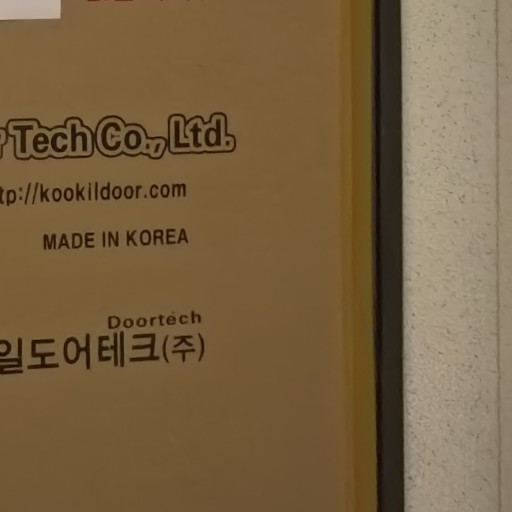 Tech Co., Ltd.
tp://kookildoor.com
MADE IN KOREA
Doortech
일도어테크(주)